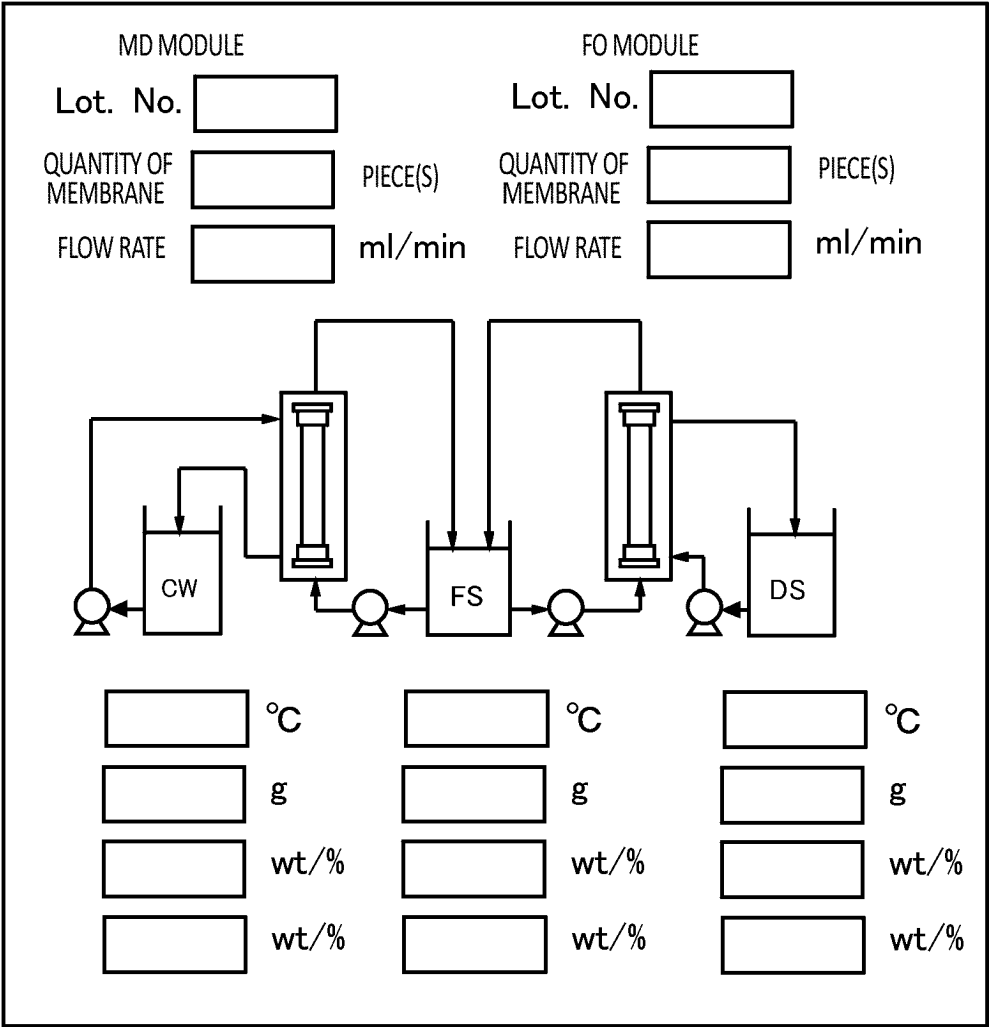 MD MODULE
Lot. No.
QUANTITY OF
MEMBRANE
PIECE(S)
FLOW RATE
ml/min
FO MODULE
Lot. No.
QUANTITY OF
MEMBRANE
PIECE(S)
FLOW RATE
ml/min
CW
FS
DS
℃
℃
℃
g
g
g
wt/%
wt/%
wt/%
wt/%
wt/%
wt/%